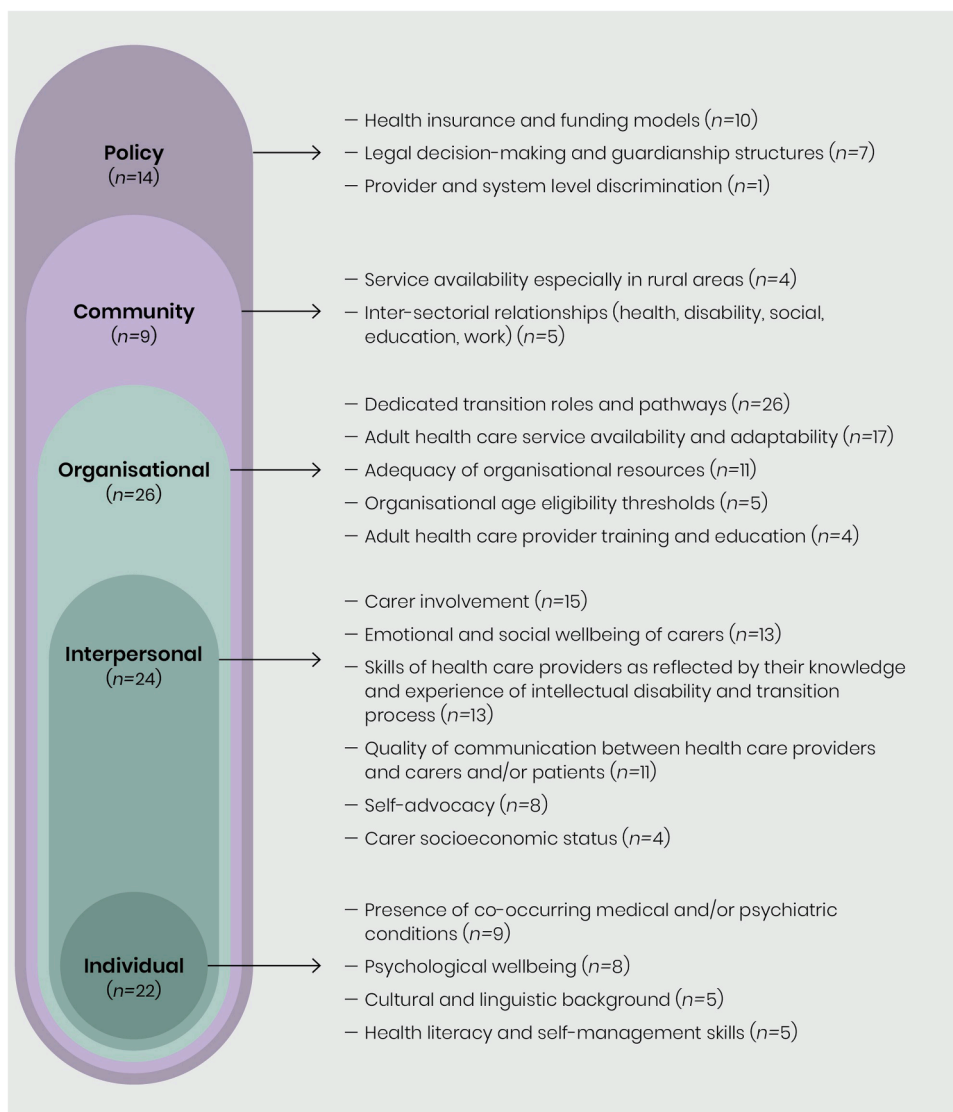 Policy
(n=14)
— Health insurance and funding models (n=10)
— Legal decision-making and guardianship structures (n=7)
— Provider and system level discrimination (n=1)
Community
(n=9)
— Service availability especially in rural areas (n=4)
— Inter-sectorial relationships (health, disability, social,
education, work) (n=5)
Organisational
(n=26)
— Dedicated transition roles and pathways (n=26)
— Adult health care service availability and adaptability (n=17)
— Adequacy of organisational resources (n=11)
— Organisational age eligibility thresholds (n=5)
— Adult health care provider training and education (n=4)
Interpersonal
(n=24)
— Carer involvement (n=15)
— Emotional and social wellbeing of carers (n=13)
— Skills of health care providers as reflected by their knowledge
and experience of intellectual disability and transition
process (n=13)
— Quality of communication between health care providers
and carers and/or patients (n=11)
— Self-advocacy (n=8)
— Carer socioeconomic status (n=4)
Individual
(n=22)
— Presence of co-occurring medical and/or psychiatric
conditions (n=9)
— Psychological wellbeing (n=8)
— Cultural and linguistic background (n=5)
— Health literacy and self-management skills (n=5)